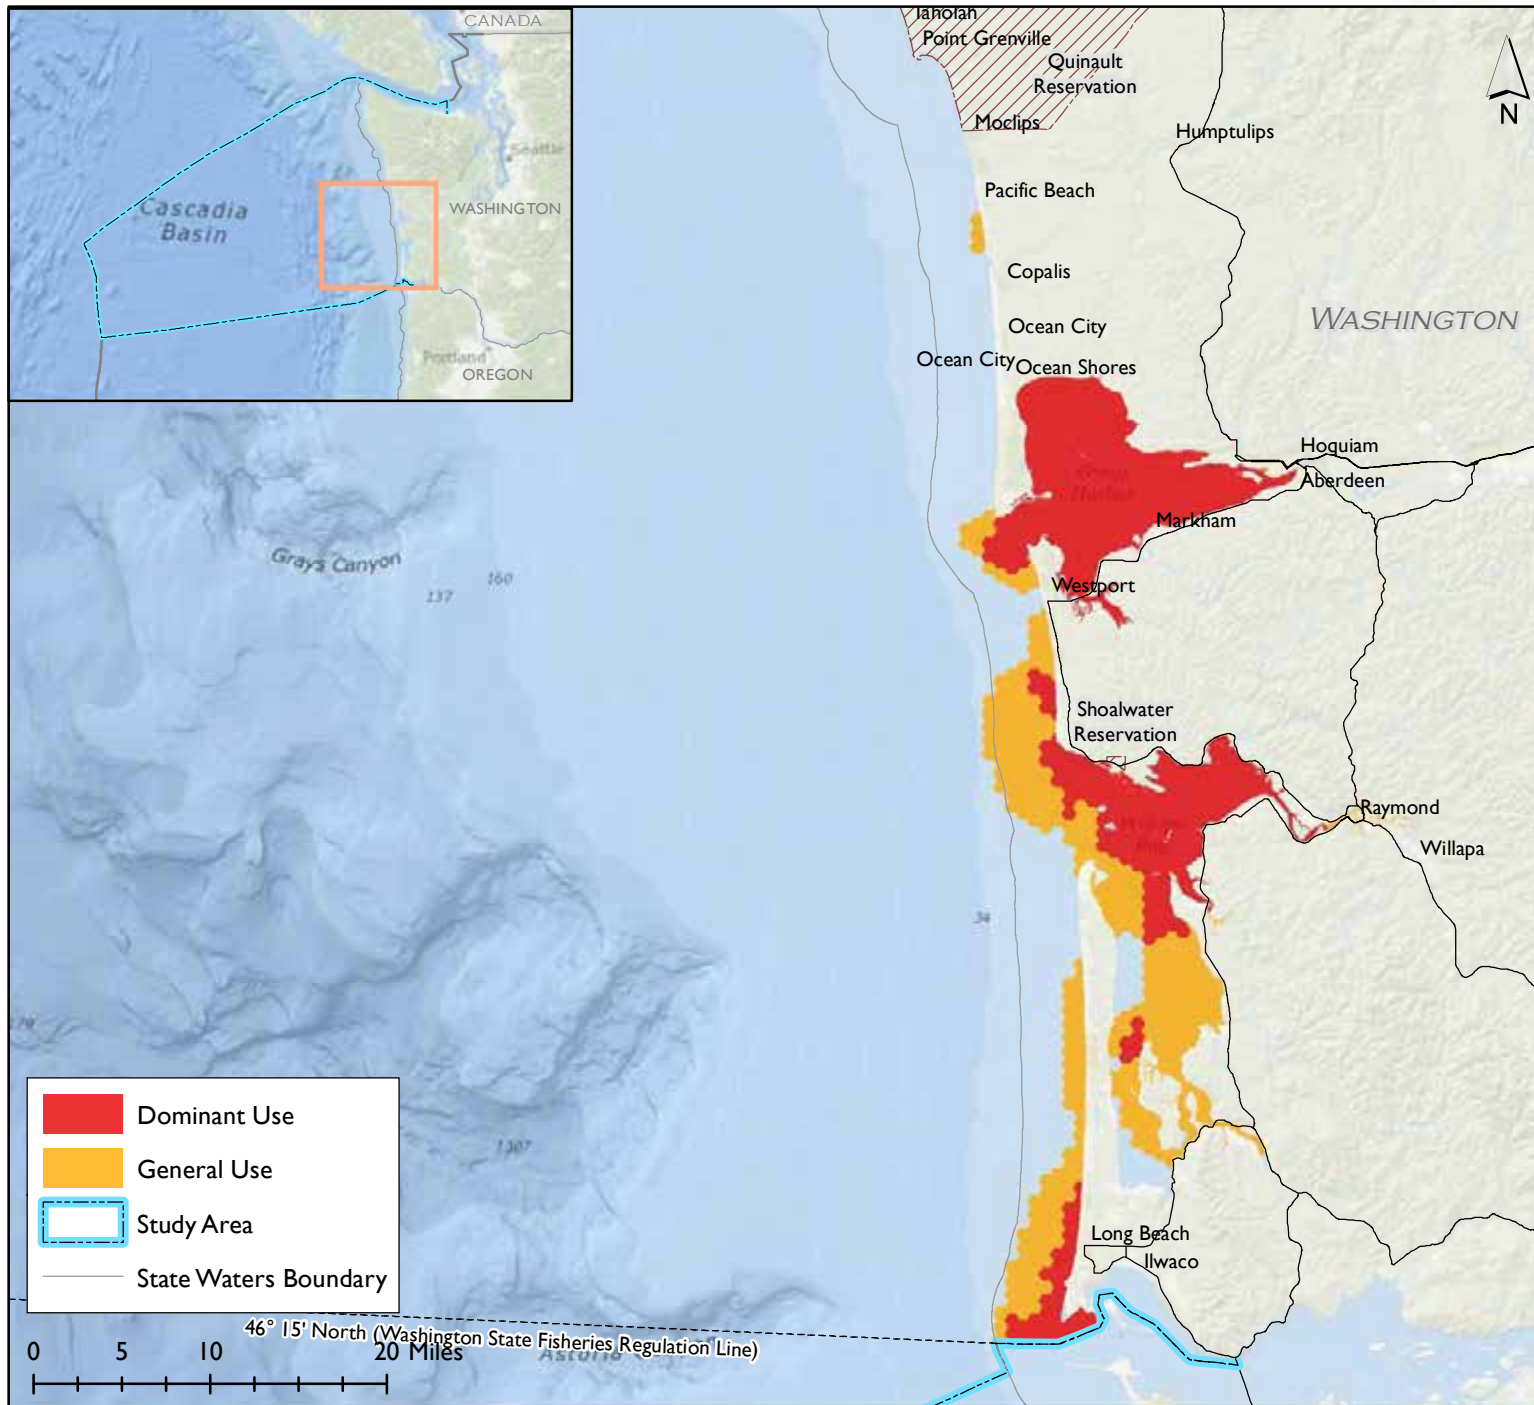 CANADA
Seattle
WASHINGTON
Cascadia
Basin
Portland
OREGON
Taholah
Point Grenville
Quinault
Reservation
Moclips
Humptulips
N
Pacific Beach
Copalis
WASHINGTON
Ocean City
Ocean City
Ocean Shores
Hoquiam
Aberdeen
Grays
Harbor
Markham
Grays Canyon
160
137
Westport
Shoalwater
Reservation
Raymond
Willapa
34
1307
Dominant Use
General Use
Study Area
State Waters Boundary
Long Beach
Ilwaco
46° 15' North (Washington State Fisheries Regulation Line)
0 5 10 20 Miles
Astoria